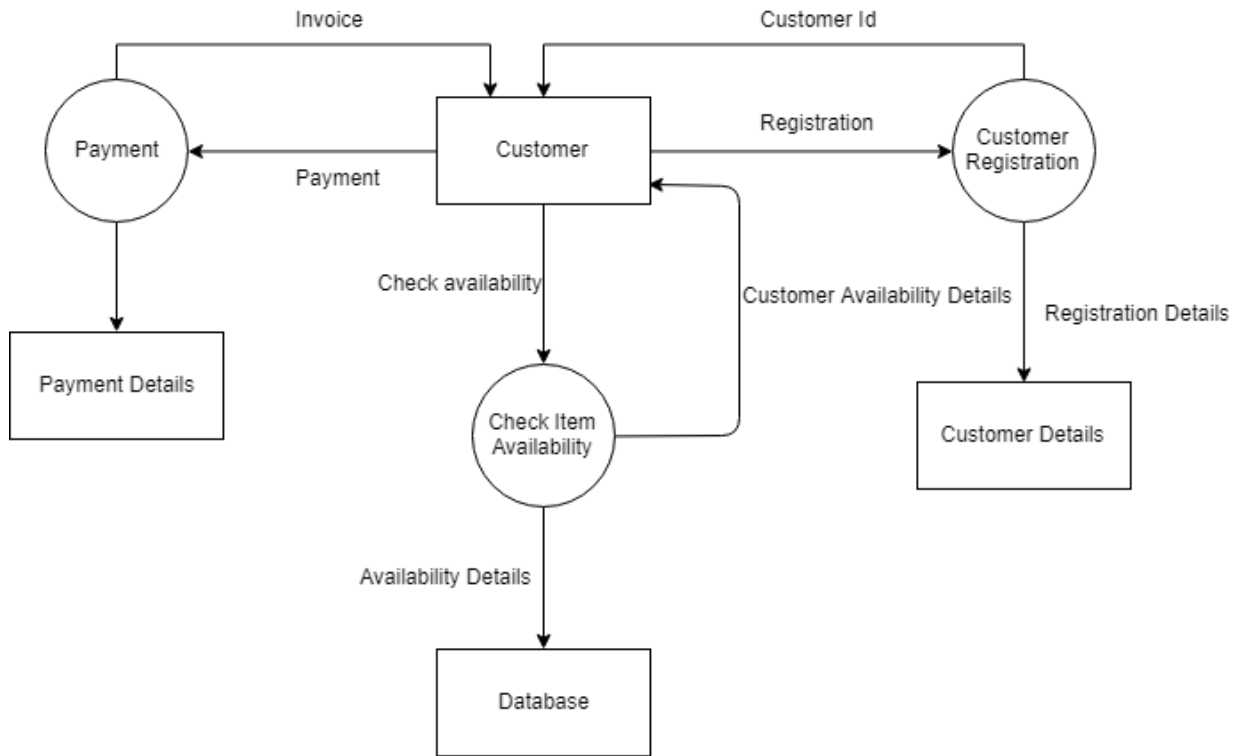 Invoice
Customer Id
Payment
Customer
Registration
Customer
Registration
Payment
Check availability
Customer Availability Details
Registration Details
Payment Details
Check Item
Availability
Customer Details
Availability Details
Database